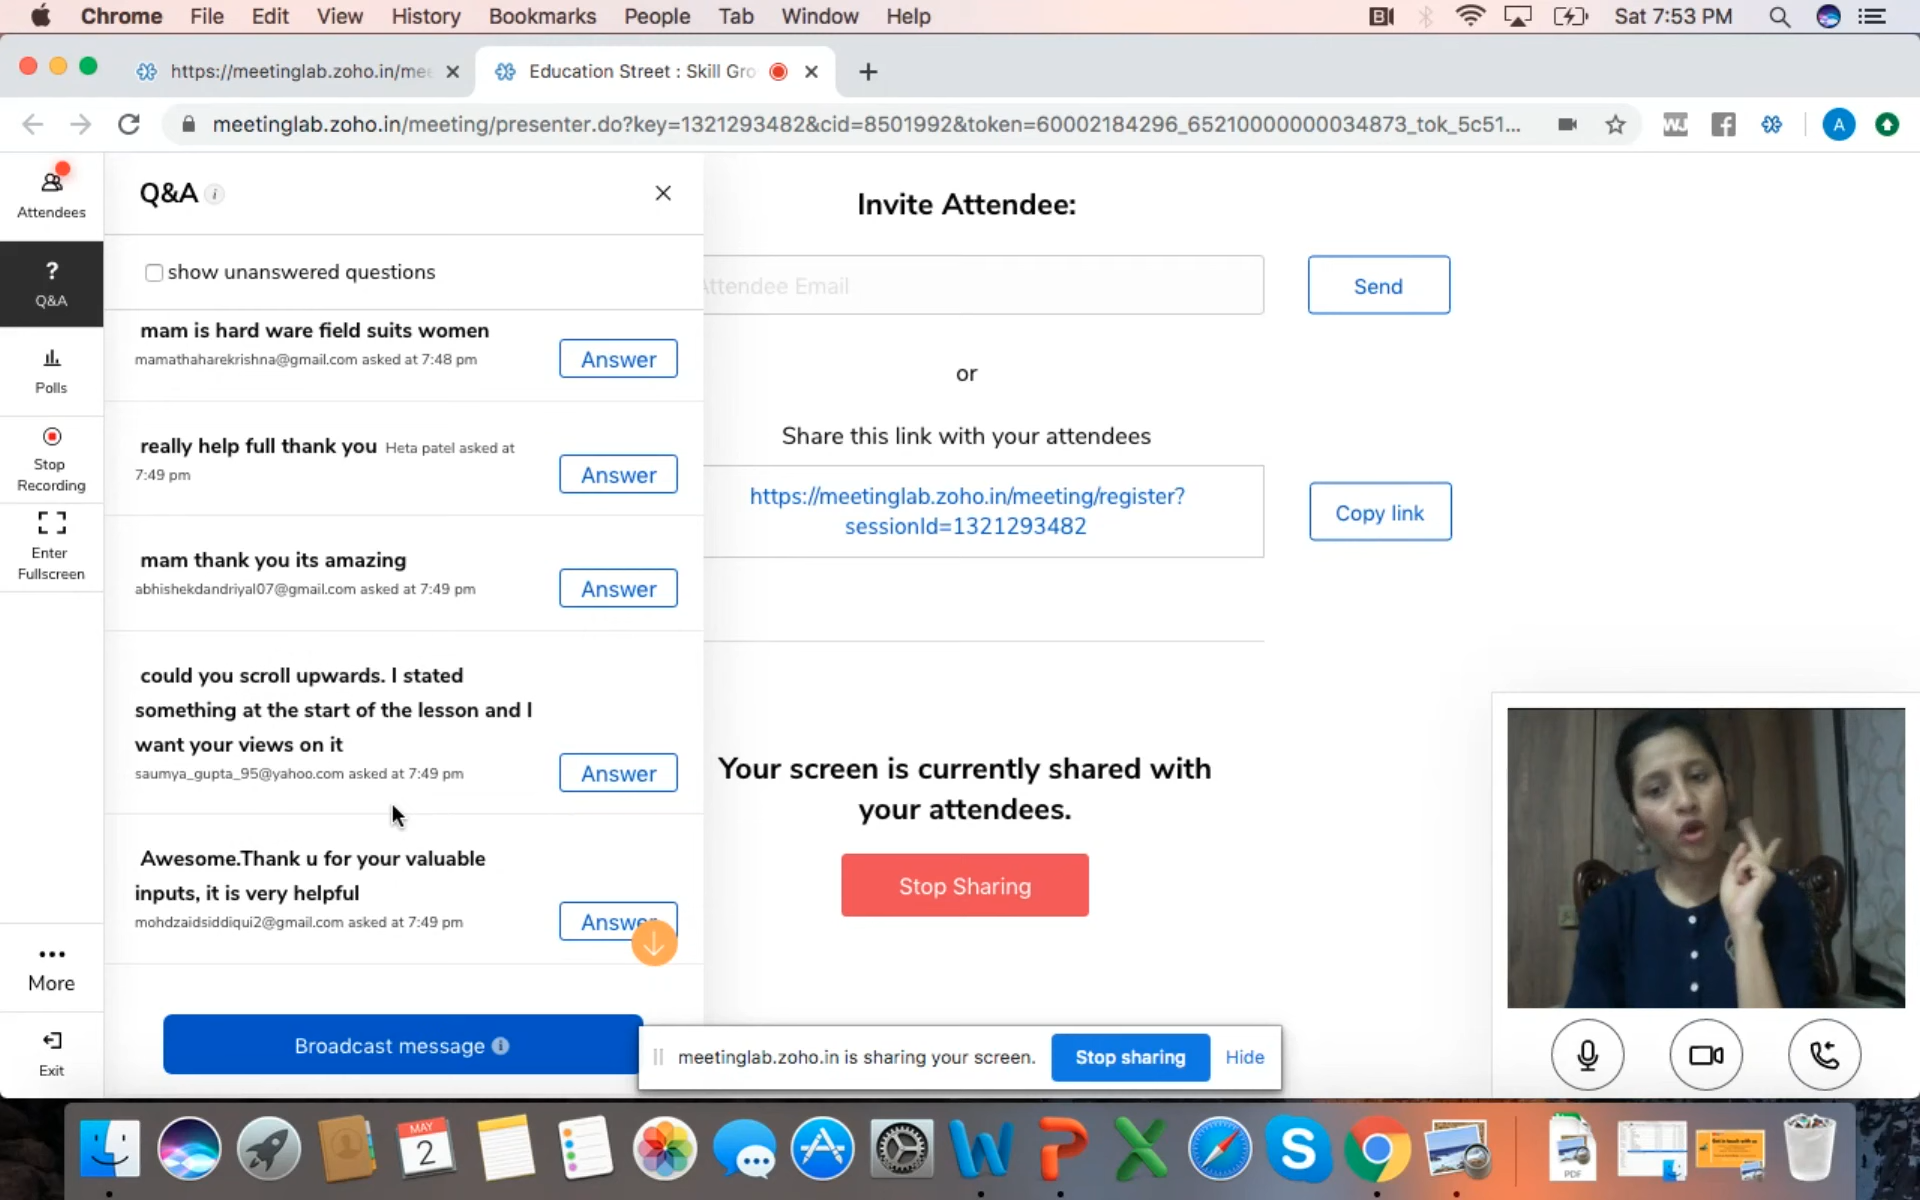 Chrome File Edit View History Bookmarks People Tab Window Help Sat 7:53 PM
https://meetinglab.zoho.in/mee Education Street : Skill Gro
meetinglab.zoho.in/meeting/presenter.do?key=1321293482&cid=8501992&token=60002184296_65210000000034873_tok_5c51... A
Attendees
Q&A
Polls
Stop
Recording
Enter
Fullscreen
More
Exit
Q&A
show unanswered questions
mam is hard ware field suits women
mamathaharekrishna@gmail.com asked at 7:48 pm
Answer
really help full thank you Heta patel asked at
7:49 pm
Answer
mam thank you its amazing
abhishekdandriyal07@gmail.com asked at 7:49 pm
Answer
could you scroll upwards. I stated
something at the start of the lesson and I
want your views on it
saumya_gupta_95@yahoo.com asked at 7:49 pm
Answer
Awesome.Thank u for your valuable
inputs, it is very helpful
mohdzaidsiddiqui2@gmail.com asked at 7:49 pm
Answer
Broadcast message
Invite Attendee:
Attendee Email
Send
or
Share this link with your attendees
https://meetinglab.zoho.in/meeting/register?
sessionId=1321293482
Copy link
Your screen is currently shared with
your attendees.
Stop Sharing
meetinglab.zoho.in is sharing your screen. Stop sharing Hide
MAY
2
PDF